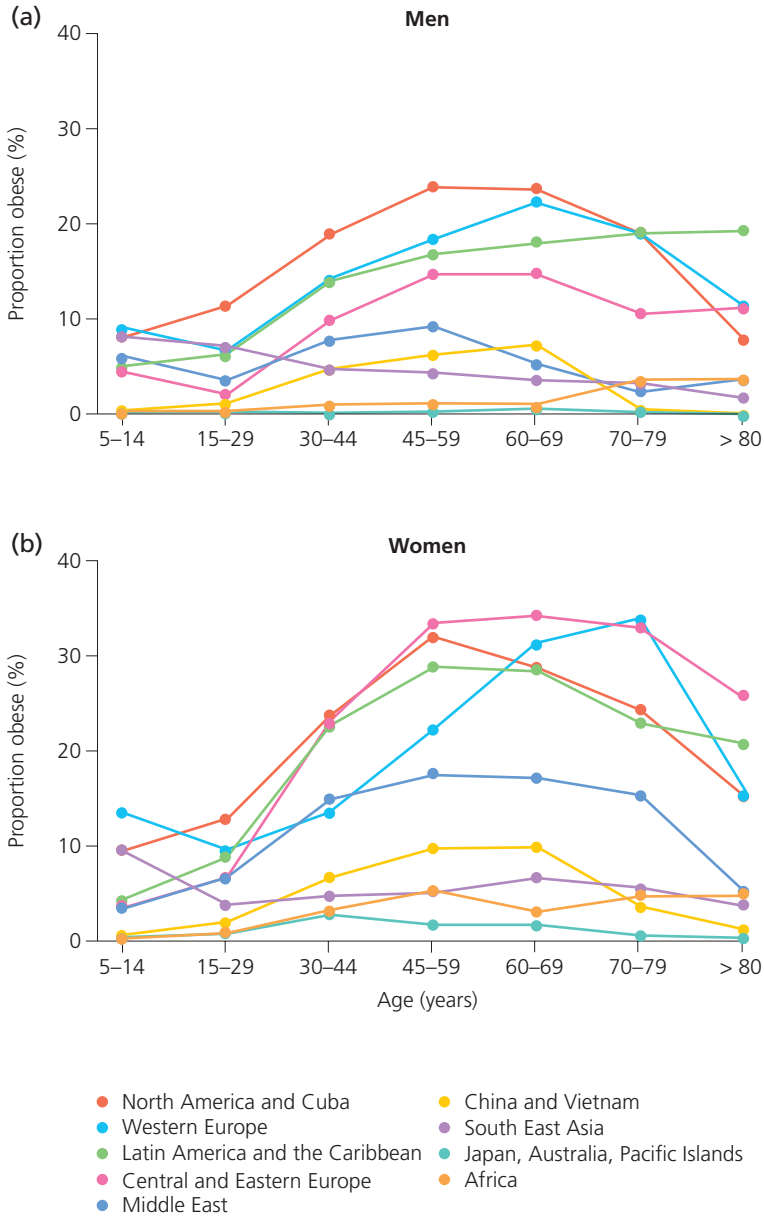 (a)
Men
Proportion obese (%)
40
30
20
10
0
5–14 15–29 30–44 45–59 60–69 70–79 > 80
(b)
Women
Proportion obese (%)
40
30
20
10
0
5–14 15–29 30–44 45–59 60–69 70–79 > 80
Age (years)
North America and Cuba
Western Europe
Latin America and the Caribbean
Central and Eastern Europe
Middle East
China and Vietnam
South East Asia
Japan, Australia, Pacific Islands
Africa